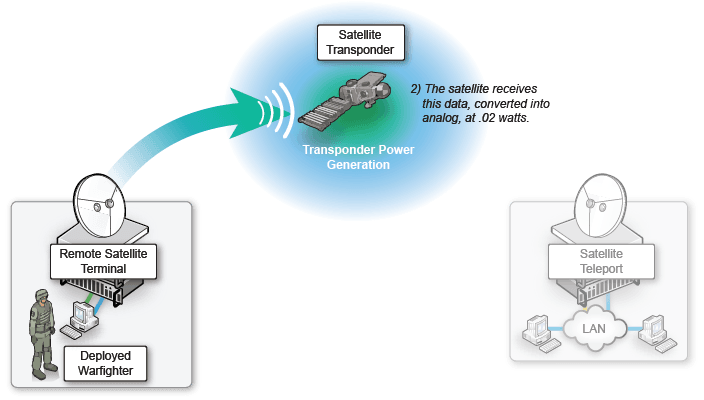 Satellite
Transponder
2) The satellite receives
this data, converted into
analog, at .02 watts.
Transponder Power
Generation
Remote Satellite
Terminal
Deployed
Warfighter
Satellite
Teleport
LAN